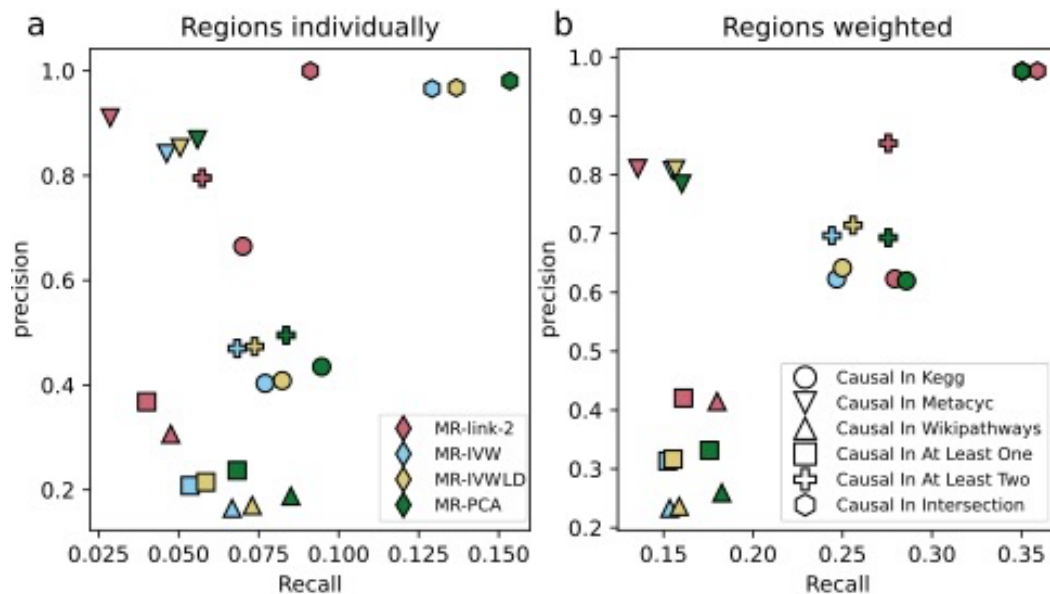 a
Regions individually
precision
1.0
0.8
0.6
0.4
0.2
0.025 0.050 0.075 0.100 0.125 0.150
Recall
MR-link-2
MR-IVW
MR-IVWLD
MR-PCA
b
Regions weighted
precision
1.0
0.9
0.8
0.7
0.6
0.5
0.4
0.3
0.2
0.15 0.20 0.25 0.30 0.35
Recall
Causal In Kegg
Causal In Metacyc
Causal In Wikipathways
Causal In At Least One
Causal In At Least Two
Causal In Intersection